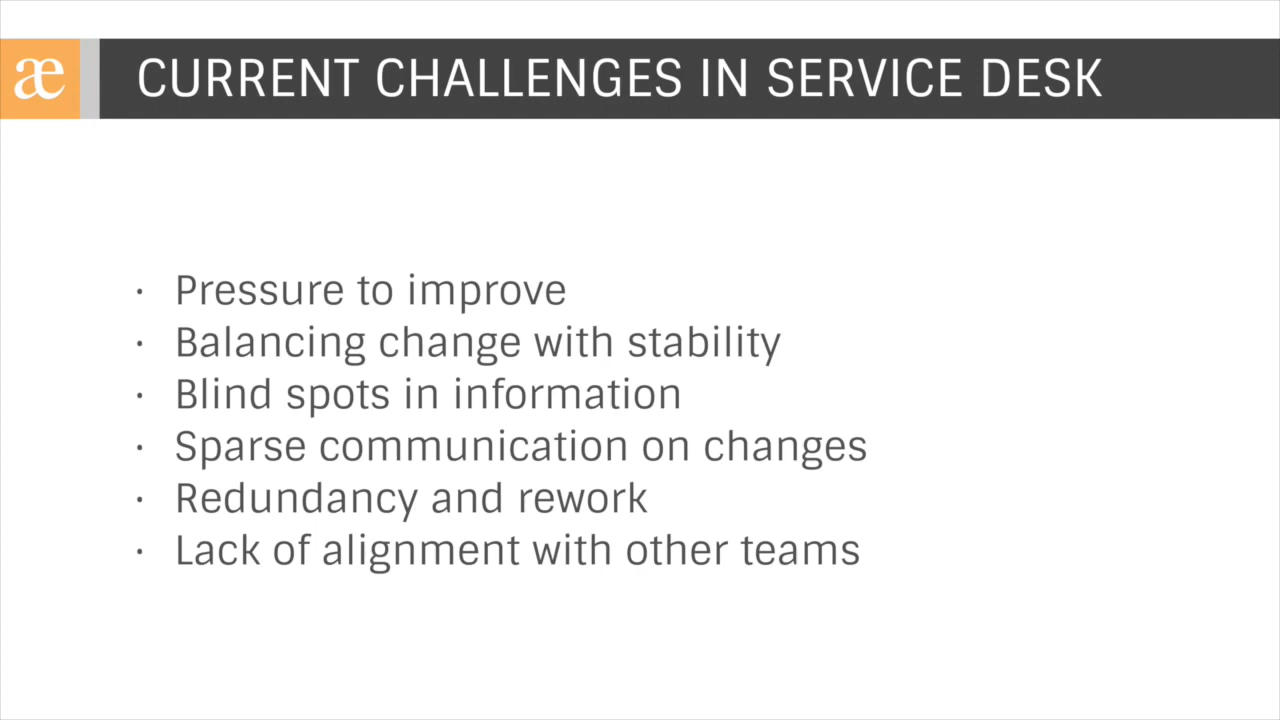 æ
CURRENT CHALLENGES IN SERVICE DESK
· Pressure to improve
· Balancing change with stability
· Blind spots in information
· Sparse communication on changes
· Redundancy and rework
· Lack of alignment with other teams